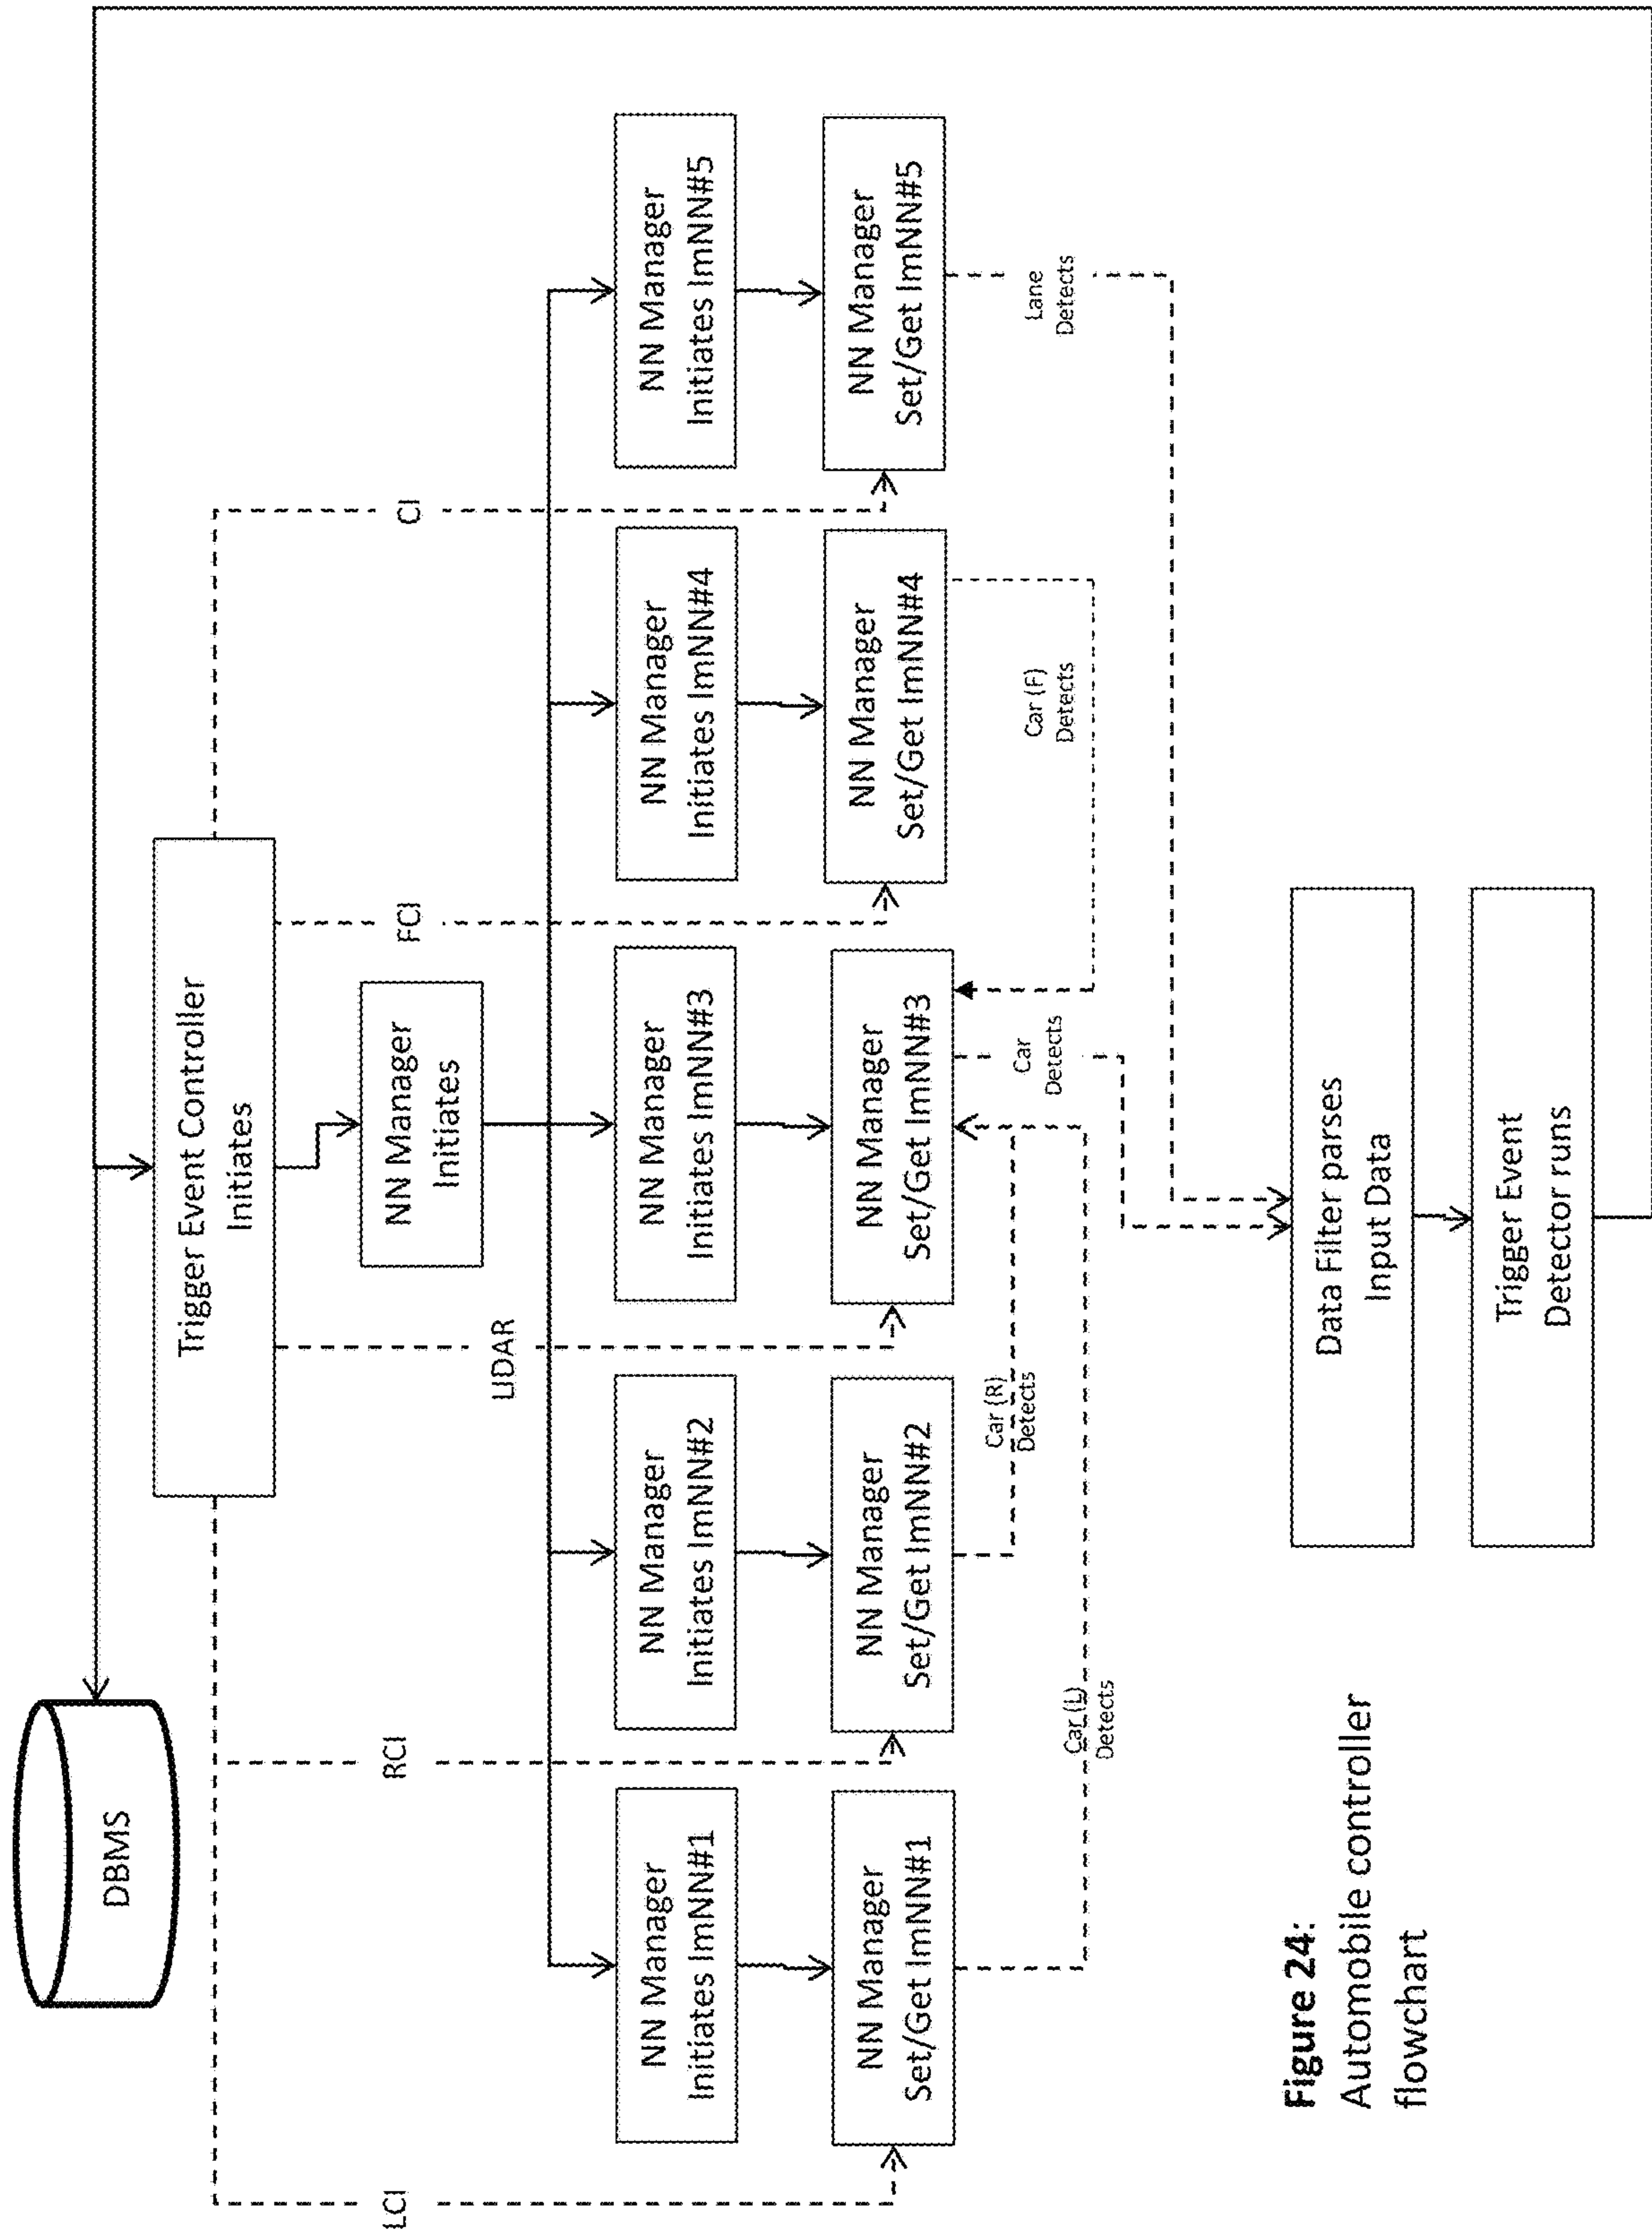 DBMS
Trigger Event Controller
Initiates
NN Manager
Initiates
LCI
RCI
LIDAR
FCI
CI
NN Manager
Initiates ImNN#1
NN Manager
Initiates ImNN#2
NN Manager
Initiates ImNN#3
NN Manager
Initiates ImNN#4
NN Manager
Initiates ImNN#5
NN Manager
Set/Get ImNN#1
NN Manager
Set/Get ImNN#2
NN Manager
Set/Get ImNN#3
NN Manager
Set/Get ImNN#4
NN Manager
Set/Get ImNN#5
Car (L)
Detects
Car (R)
Detects
Car
Detects
Car (F)
Detects
Lane
Detects
Data Filter parses
Input Data
Trigger Event
Detector runs
Figure 24:
Automobile controller
flowchart